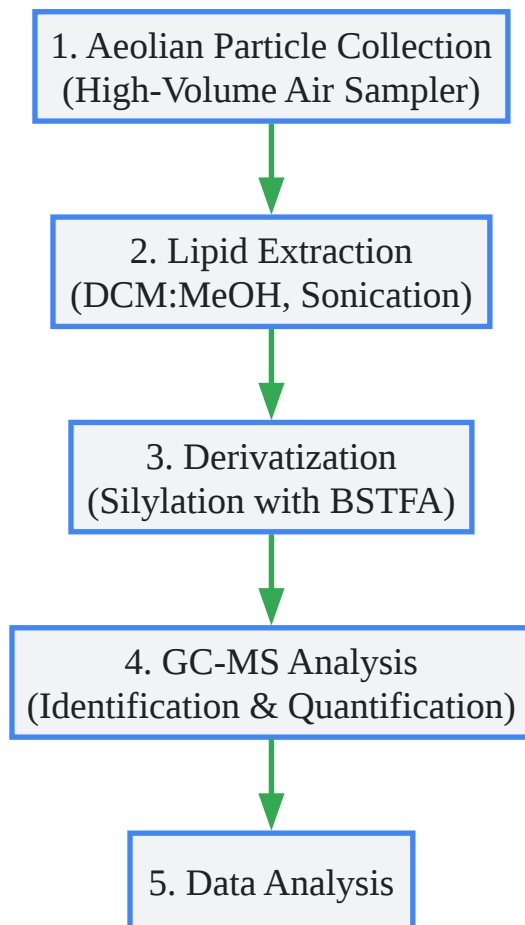 1. Aeolian Particle Collection
(High-Volume Air Sampler)
2. Lipid Extraction
(DCM:MeOH, Sonication)
3. Derivatization
(Silylation with BSTFA)
4. GC-MS Analysis
(Identification & Quantification)
5. Data Analysis